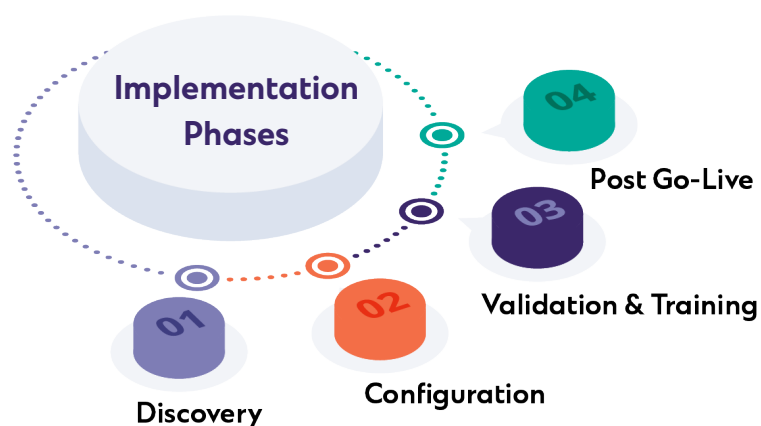 Implementation
Phases
04
Post Go-Live
03
Validation & Training
02
Configuration
01
Discovery